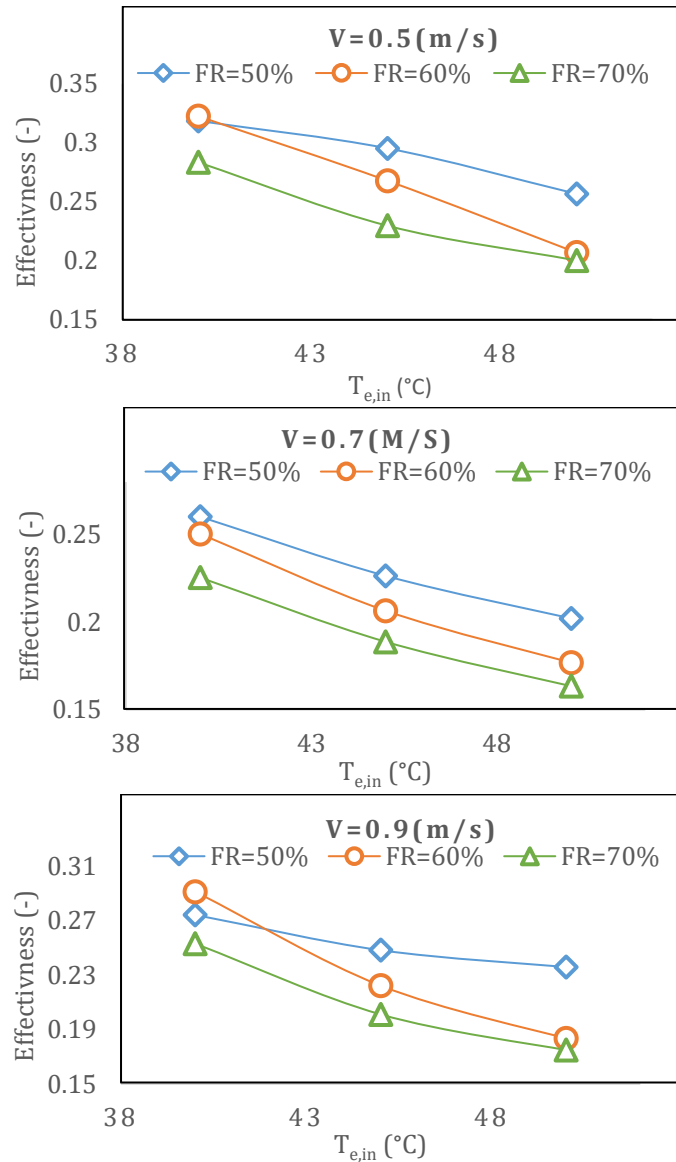 V=0.5(m/s)
FR=50% FR=60% FR=70%
Effectivness (-)
0.35
0.3
0.25
0.2
0.15
38 43 48
Te,in (°C)
V=0.7(M/S)
FR=50% FR=60% FR=70%
Effectivness (-)
0.25
0.2
0.15
38 43 48
Te,in (°C)
V=0.9(m/s)
FR=50% FR=60% FR=70%
Effectivness (-)
0.31
0.27
0.23
0.19
0.15
38 43 48
Te,in (°C)